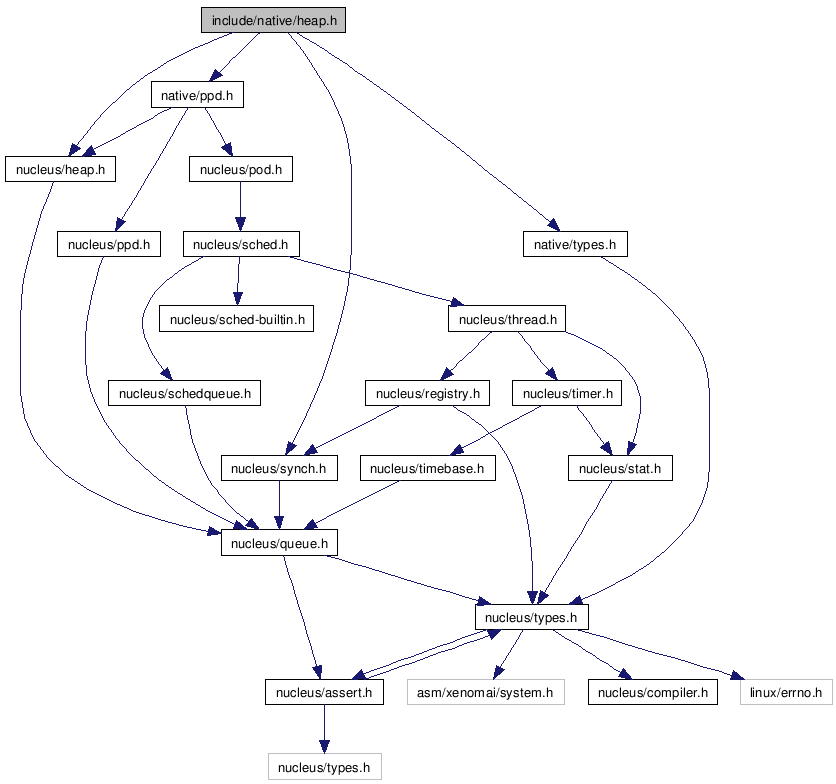 include/native/heap.h
native/ppd.h
nucleus/heap.h
nucleus/pod.h
nucleus/ppd.h
nucleus/sched.h
native/types.h
nucleus/sched-builtin.h
nucleus/thread.h
nucleus/schedqueue.h
nucleus/registry.h
nucleus/timer.h
nucleus/synch.h
nucleus/timebase.h
nucleus/stat.h
nucleus/queue.h
nucleus/types.h
nucleus/assert.h
asm/xenomai/system.h
nucleus/compiler.h
linux/errno.h
nucleus/types.h